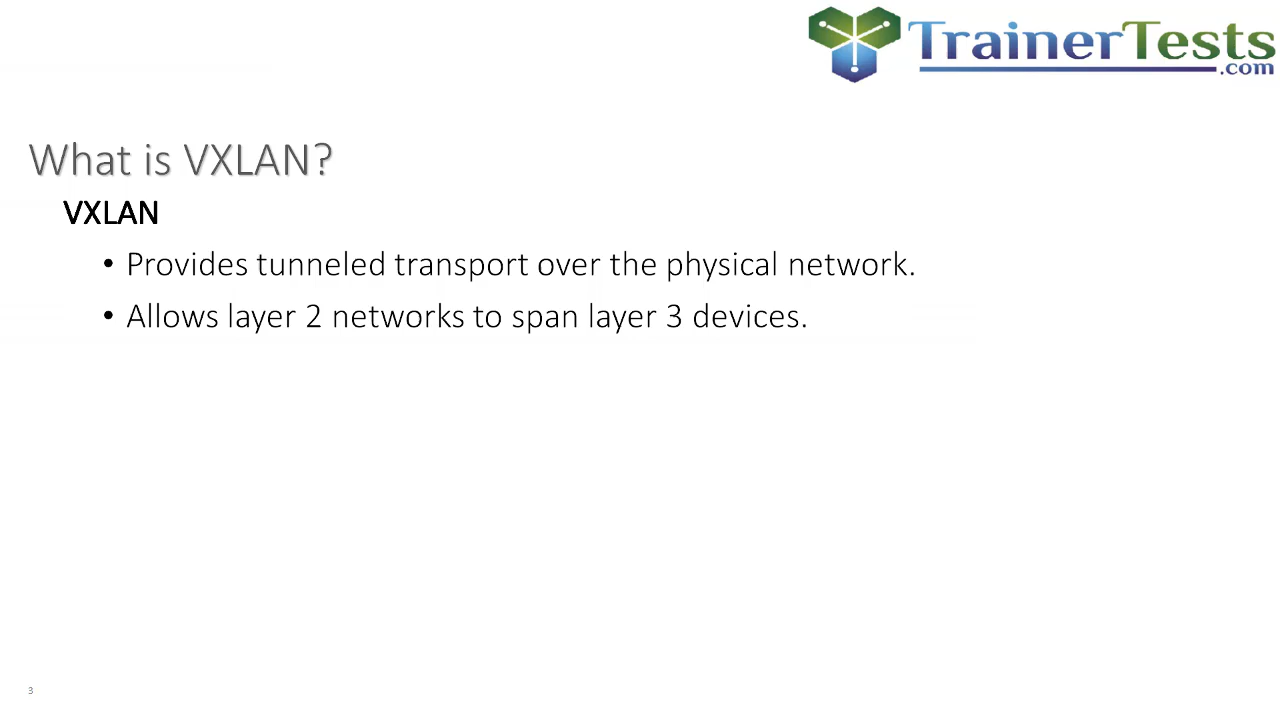 TrainerTests
.com
What is VXLAN?
VXLAN
• Provides tunneled transport over the physical network.
• Allows layer 2 networks to span layer 3 devices.
3